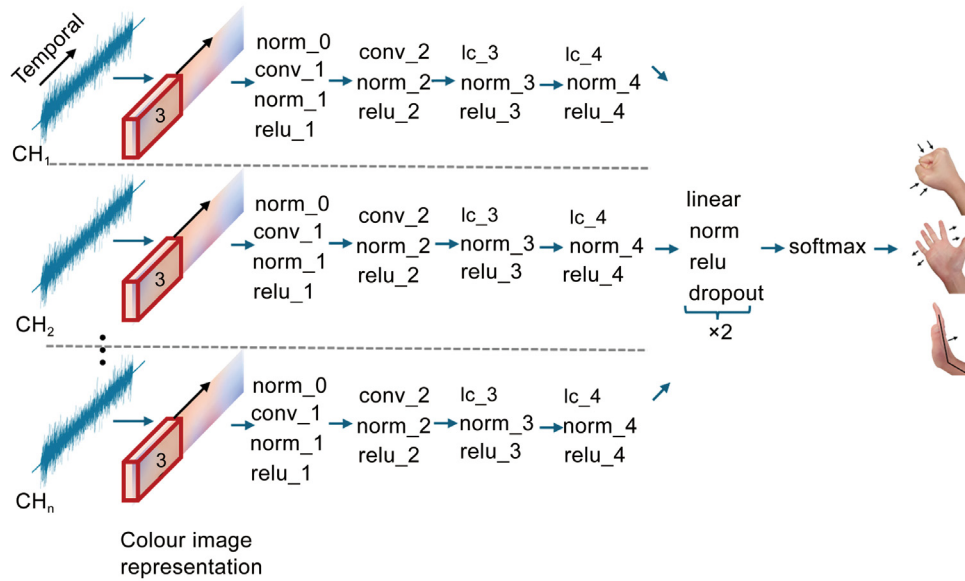 Temporal
3
CH1
norm_0
conv_1
norm_1
relu_1
conv_2
norm_2
relu_2
lc_3
norm_3
relu_3
lc_4
norm_4
relu_4
3
CH2
norm_0
conv_1
norm_1
relu_1
conv_2
norm_2
relu_2
lc_3
norm_3
relu_3
lc_4
norm_4
relu_4
linear
norm
relu
dropout
×2
softmax
3
CHn
norm_0
conv_1
norm_1
relu_1
conv_2
norm_2
relu_2
lc_3
norm_3
relu_3
lc_4
norm_4
relu_4
Colour image
representation